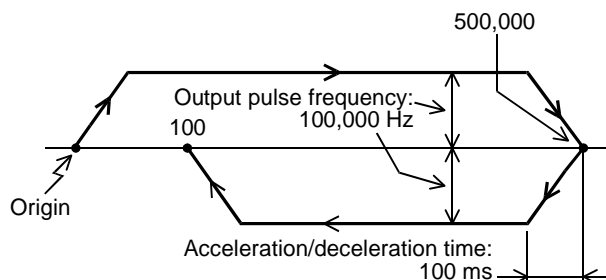 500,000
Output pulse frequency:
100,000 Hz
100
Origin
Acceleration/deceleration time:
100 ms